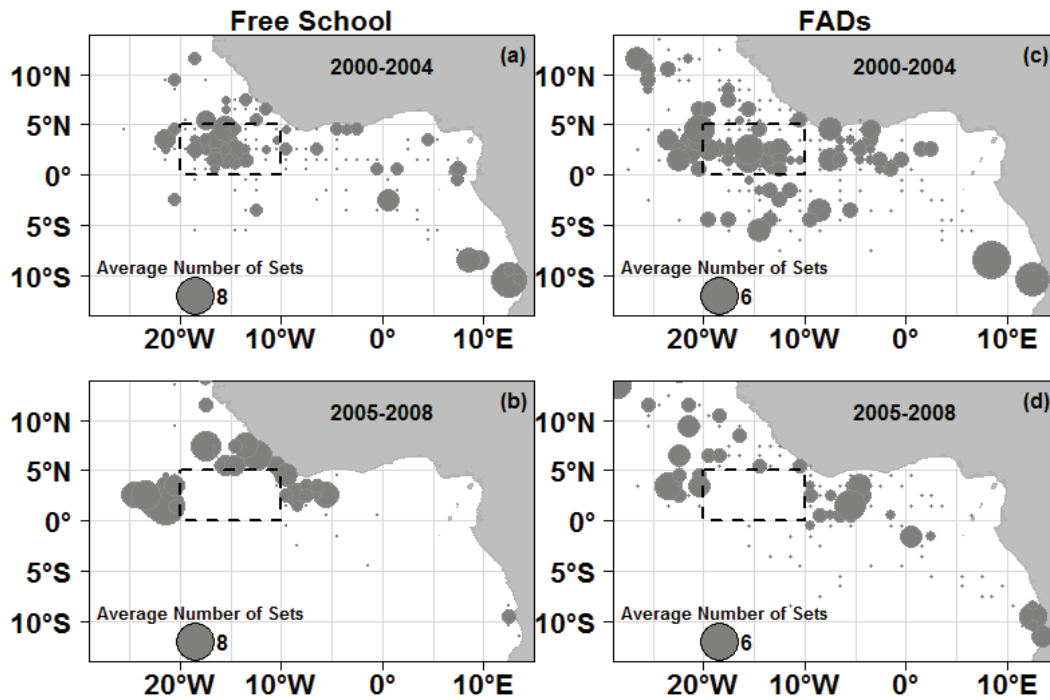 Free School
FADs
(a)
2000-2004
10°N
5°N
0°
5°S
10°S
Average Number of Sets
8
20°W
10°W
0°
10°E
(c)
2000-2004
10°N
5°N
0°
5°S
10°S
Average Number of Sets
6
20°W
10°W
0°
10°E
(b)
2005-2008
10°N
5°N
0°
5°S
10°S
Average Number of Sets
8
20°W
10°W
0°
10°E
(d)
2005-2008
10°N
5°N
0°
5°S
10°S
Average Number of Sets
6
20°W
10°W
0°
10°E